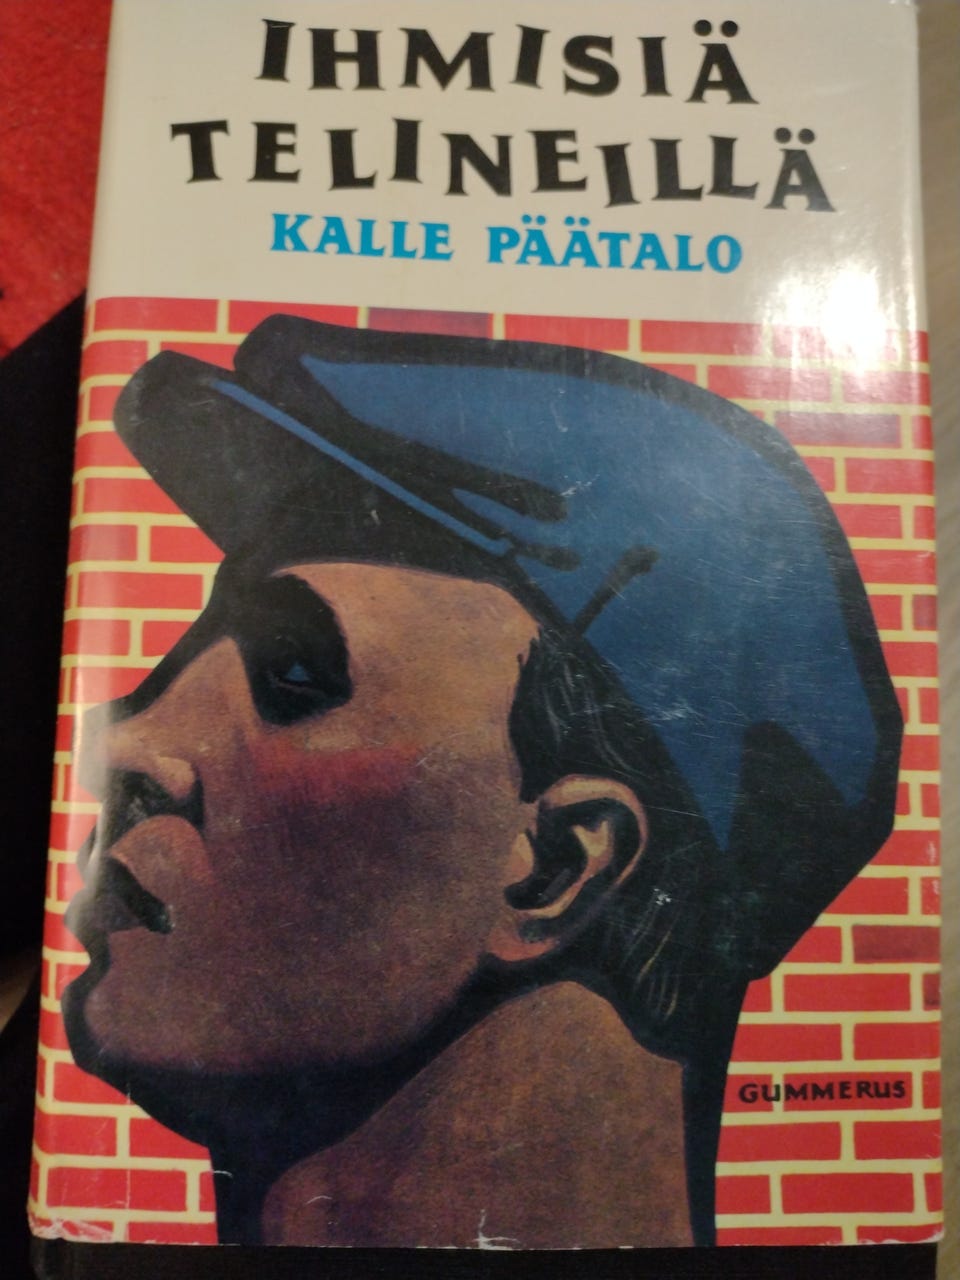 IHMISIÄ
TELINEILLÄ
KALLE PÄÄTALO
GUMMERUS